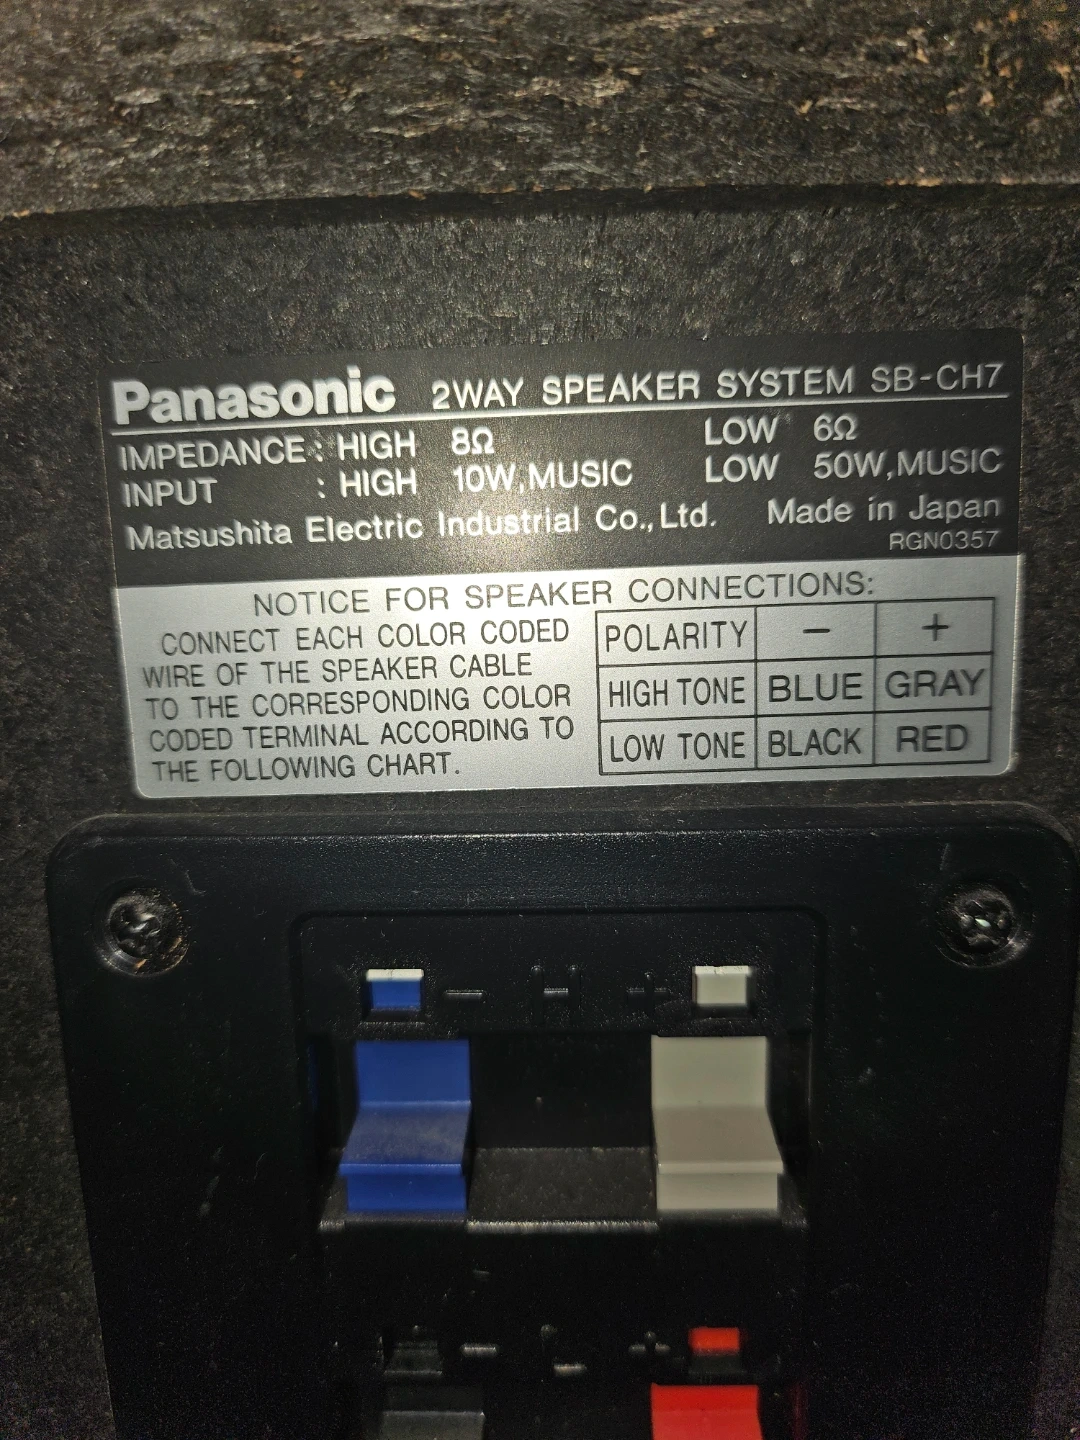 Panasonic 2WAY SPEAKER SYSTEM SB-CH7
IMPEDANCE : HIGH 8Ω LOW 6Ω
INPUT : HIGH 10W,MUSIC LOW 50W,MUSIC
Matsushita Electric Industrial Co.,Ltd. Made in Japan
RGN0357
NOTICE FOR SPEAKER CONNECTIONS:
CONNECT EACH COLOR CODED
WIRE OF THE SPEAKER CABLE
TO THE CORRESPONDING COLOR
CODED TERMINAL ACCORDING TO
THE FOLLOWING CHART.
POLARITY − +
HIGH TONE BLUE GRAY
LOW TONE BLACK RED
− H +
− L +